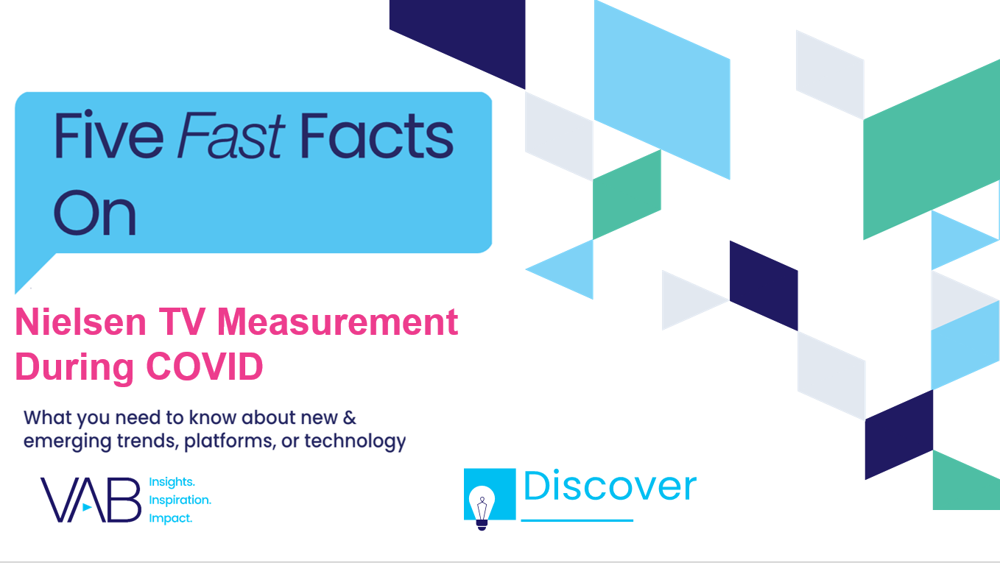 Five Fast Facts
On
Nielsen TV Measurement
During COVID
What you need to know about new &
emerging trends, platforms, or technology
VAB
Insights.
Inspiration.
Impact.
Discover